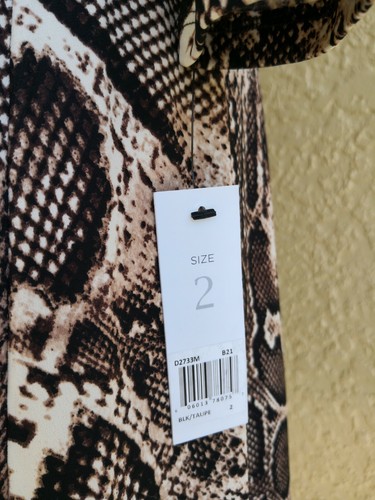 SIZE
2
D2733M B21
BLK/TAUPE 2